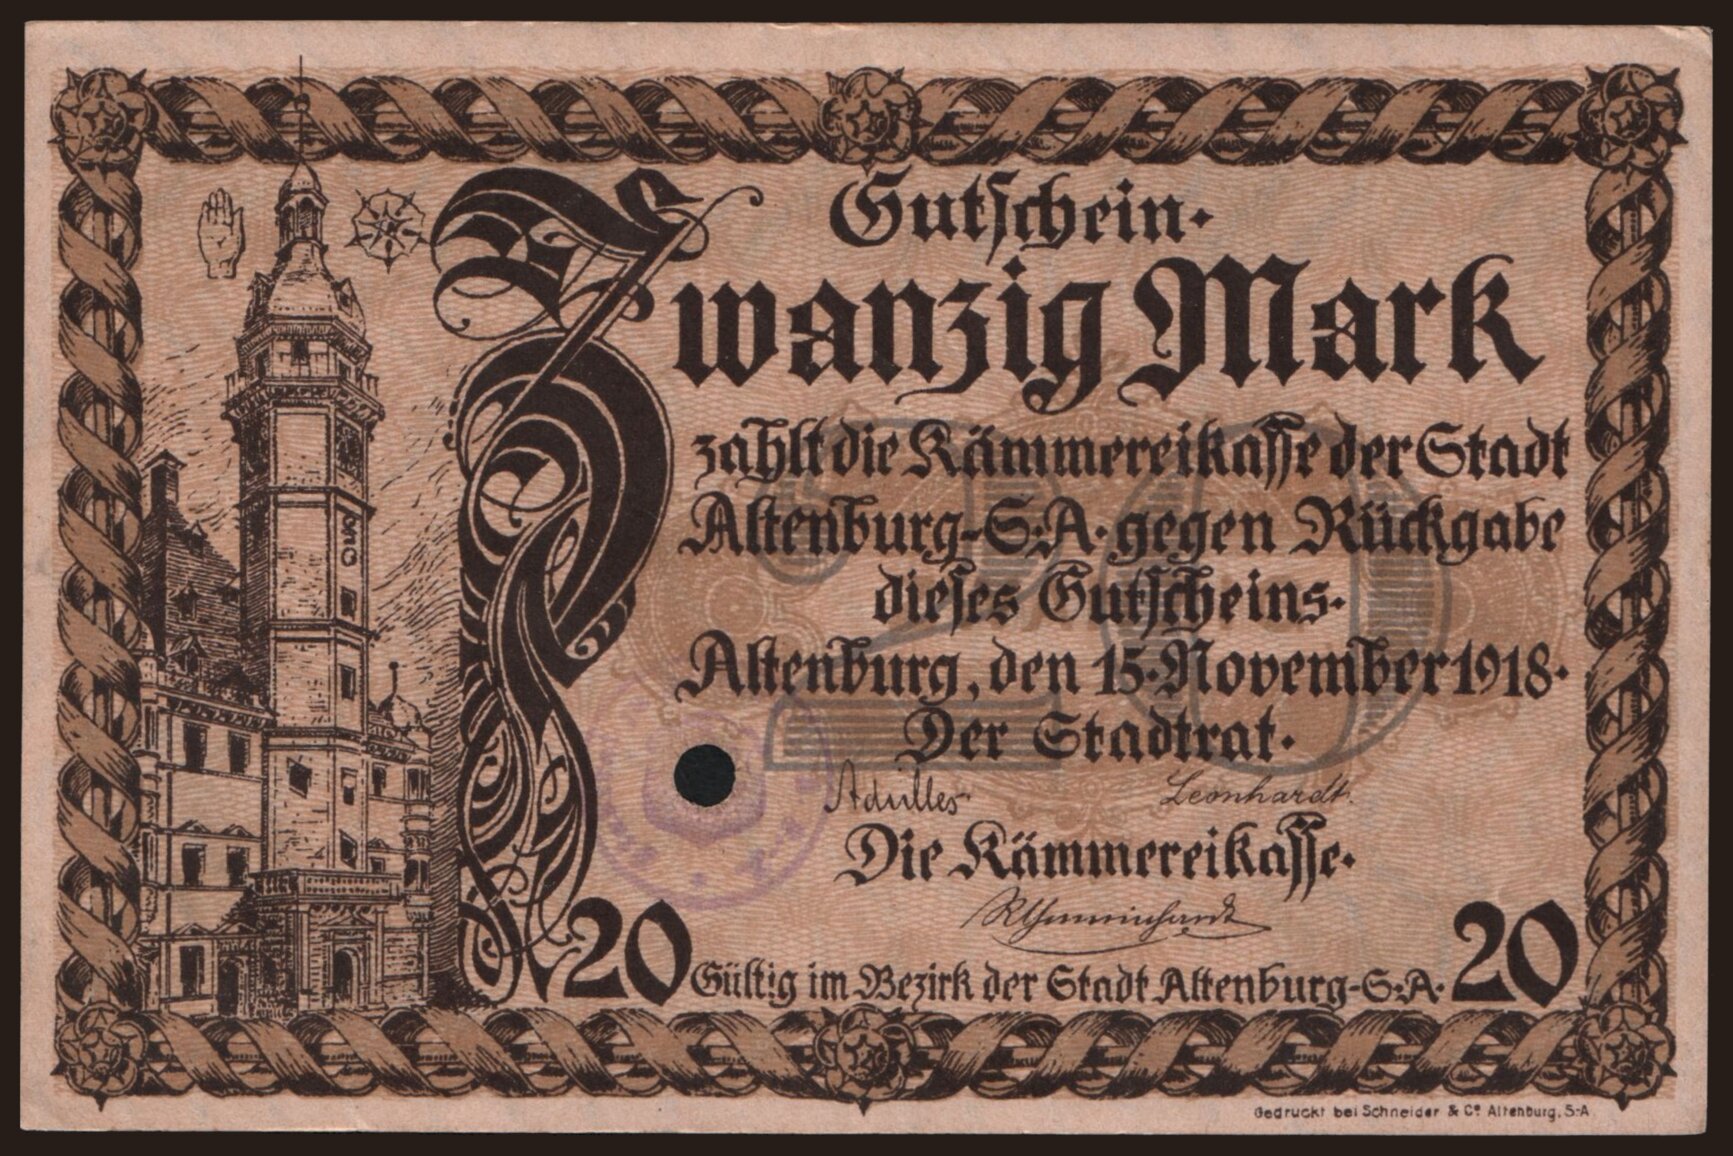 Gutschein.
Zwanzig Mark
zahlt die Kämmereikasse der Stadt
Altenburg-S.-A. gegen Rückgabe
dieses Gutscheins.
Altenburg, den 15. November 1918.
Der Stadtrat.
Leonhardt.
Die Kämmereikasse.
20 Gültig im Bezirk der Stadt Altenburg-S.-A. 20
Gedruckt bei Schneider & Co Altenburg, S.-A.
20